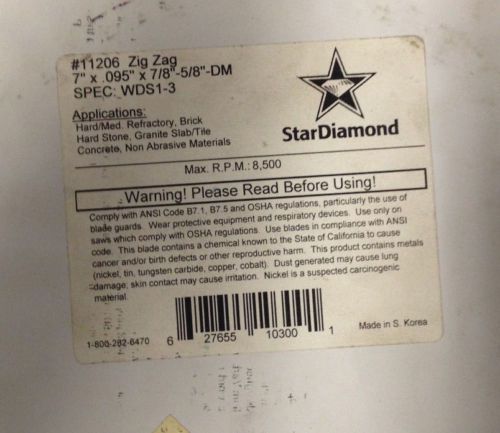 #11206 Zig Zag
7" x .095" x 7/8"-5/8"-DM
SPEC: WDS1-3
StarDiamond
Applications:
Hard/Med. Refractory, Brick
Hard Stone, Granite Slab/Tile
Concrete, Non Abrasive Materials
Max. R.P.M.: 8,500
Warning! Please Read Before Using!
Comply with ANSI Code B7.1, B7.5 and OSHA regulations, particularly the use of
blade guards. Wear protective equipment and respiratory devices. Use only on
saws which comply with OSHA regulations. Use blades in compliance with ANSI
code. This blade contains a chemical known to the State of California to cause
cancer and/or birth defects or other reproductive harm. This product contains metals
(nickel, tin, tungsten carbide, copper, cobalt). Dust generated may cause lung
damage, skin contact may cause irritation. Nickel is a suspected carcinogenic
material.
1-800-282-6470
6 27655 10300 1
Made in S. Korea